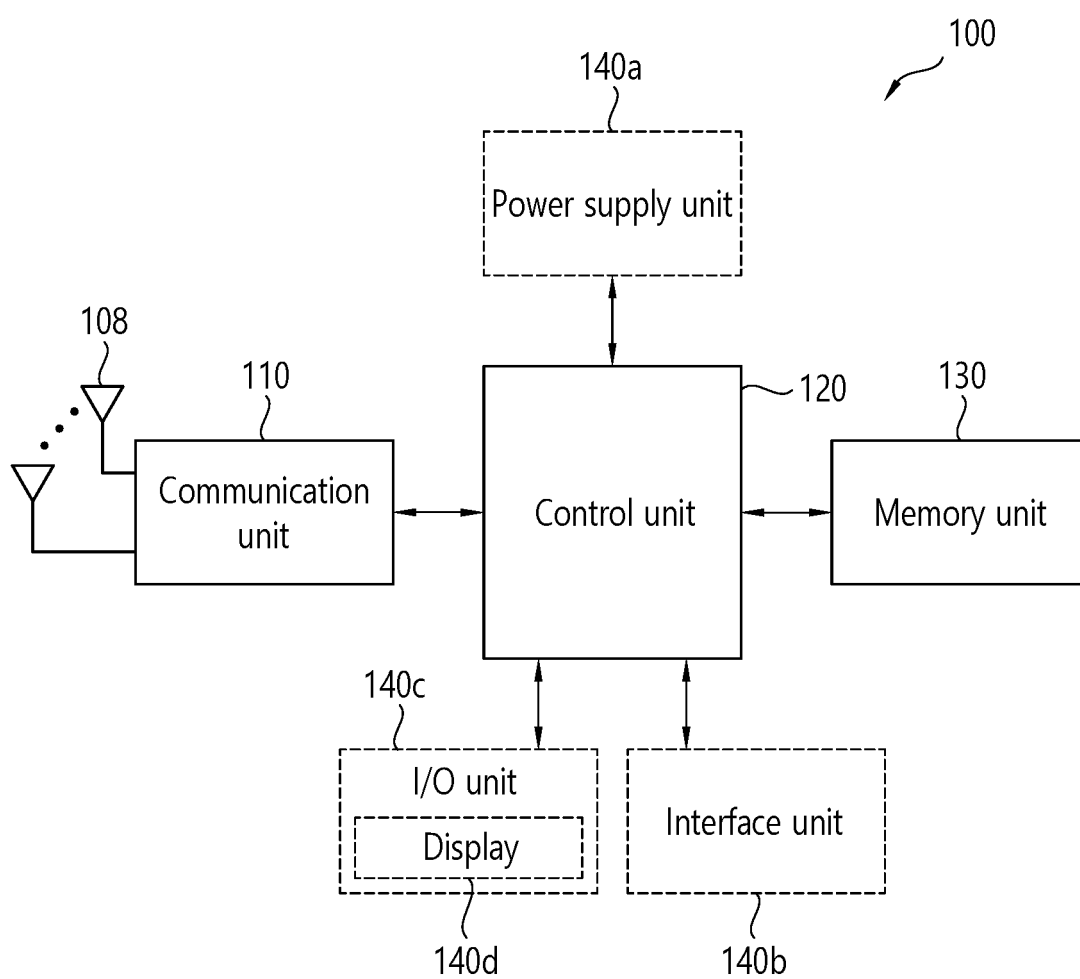 100
140a
Power supply unit
108
110
120
130
Communication
unit
Control unit
Memory unit
140c
I/O unit
Display
Interface unit
140d
140b